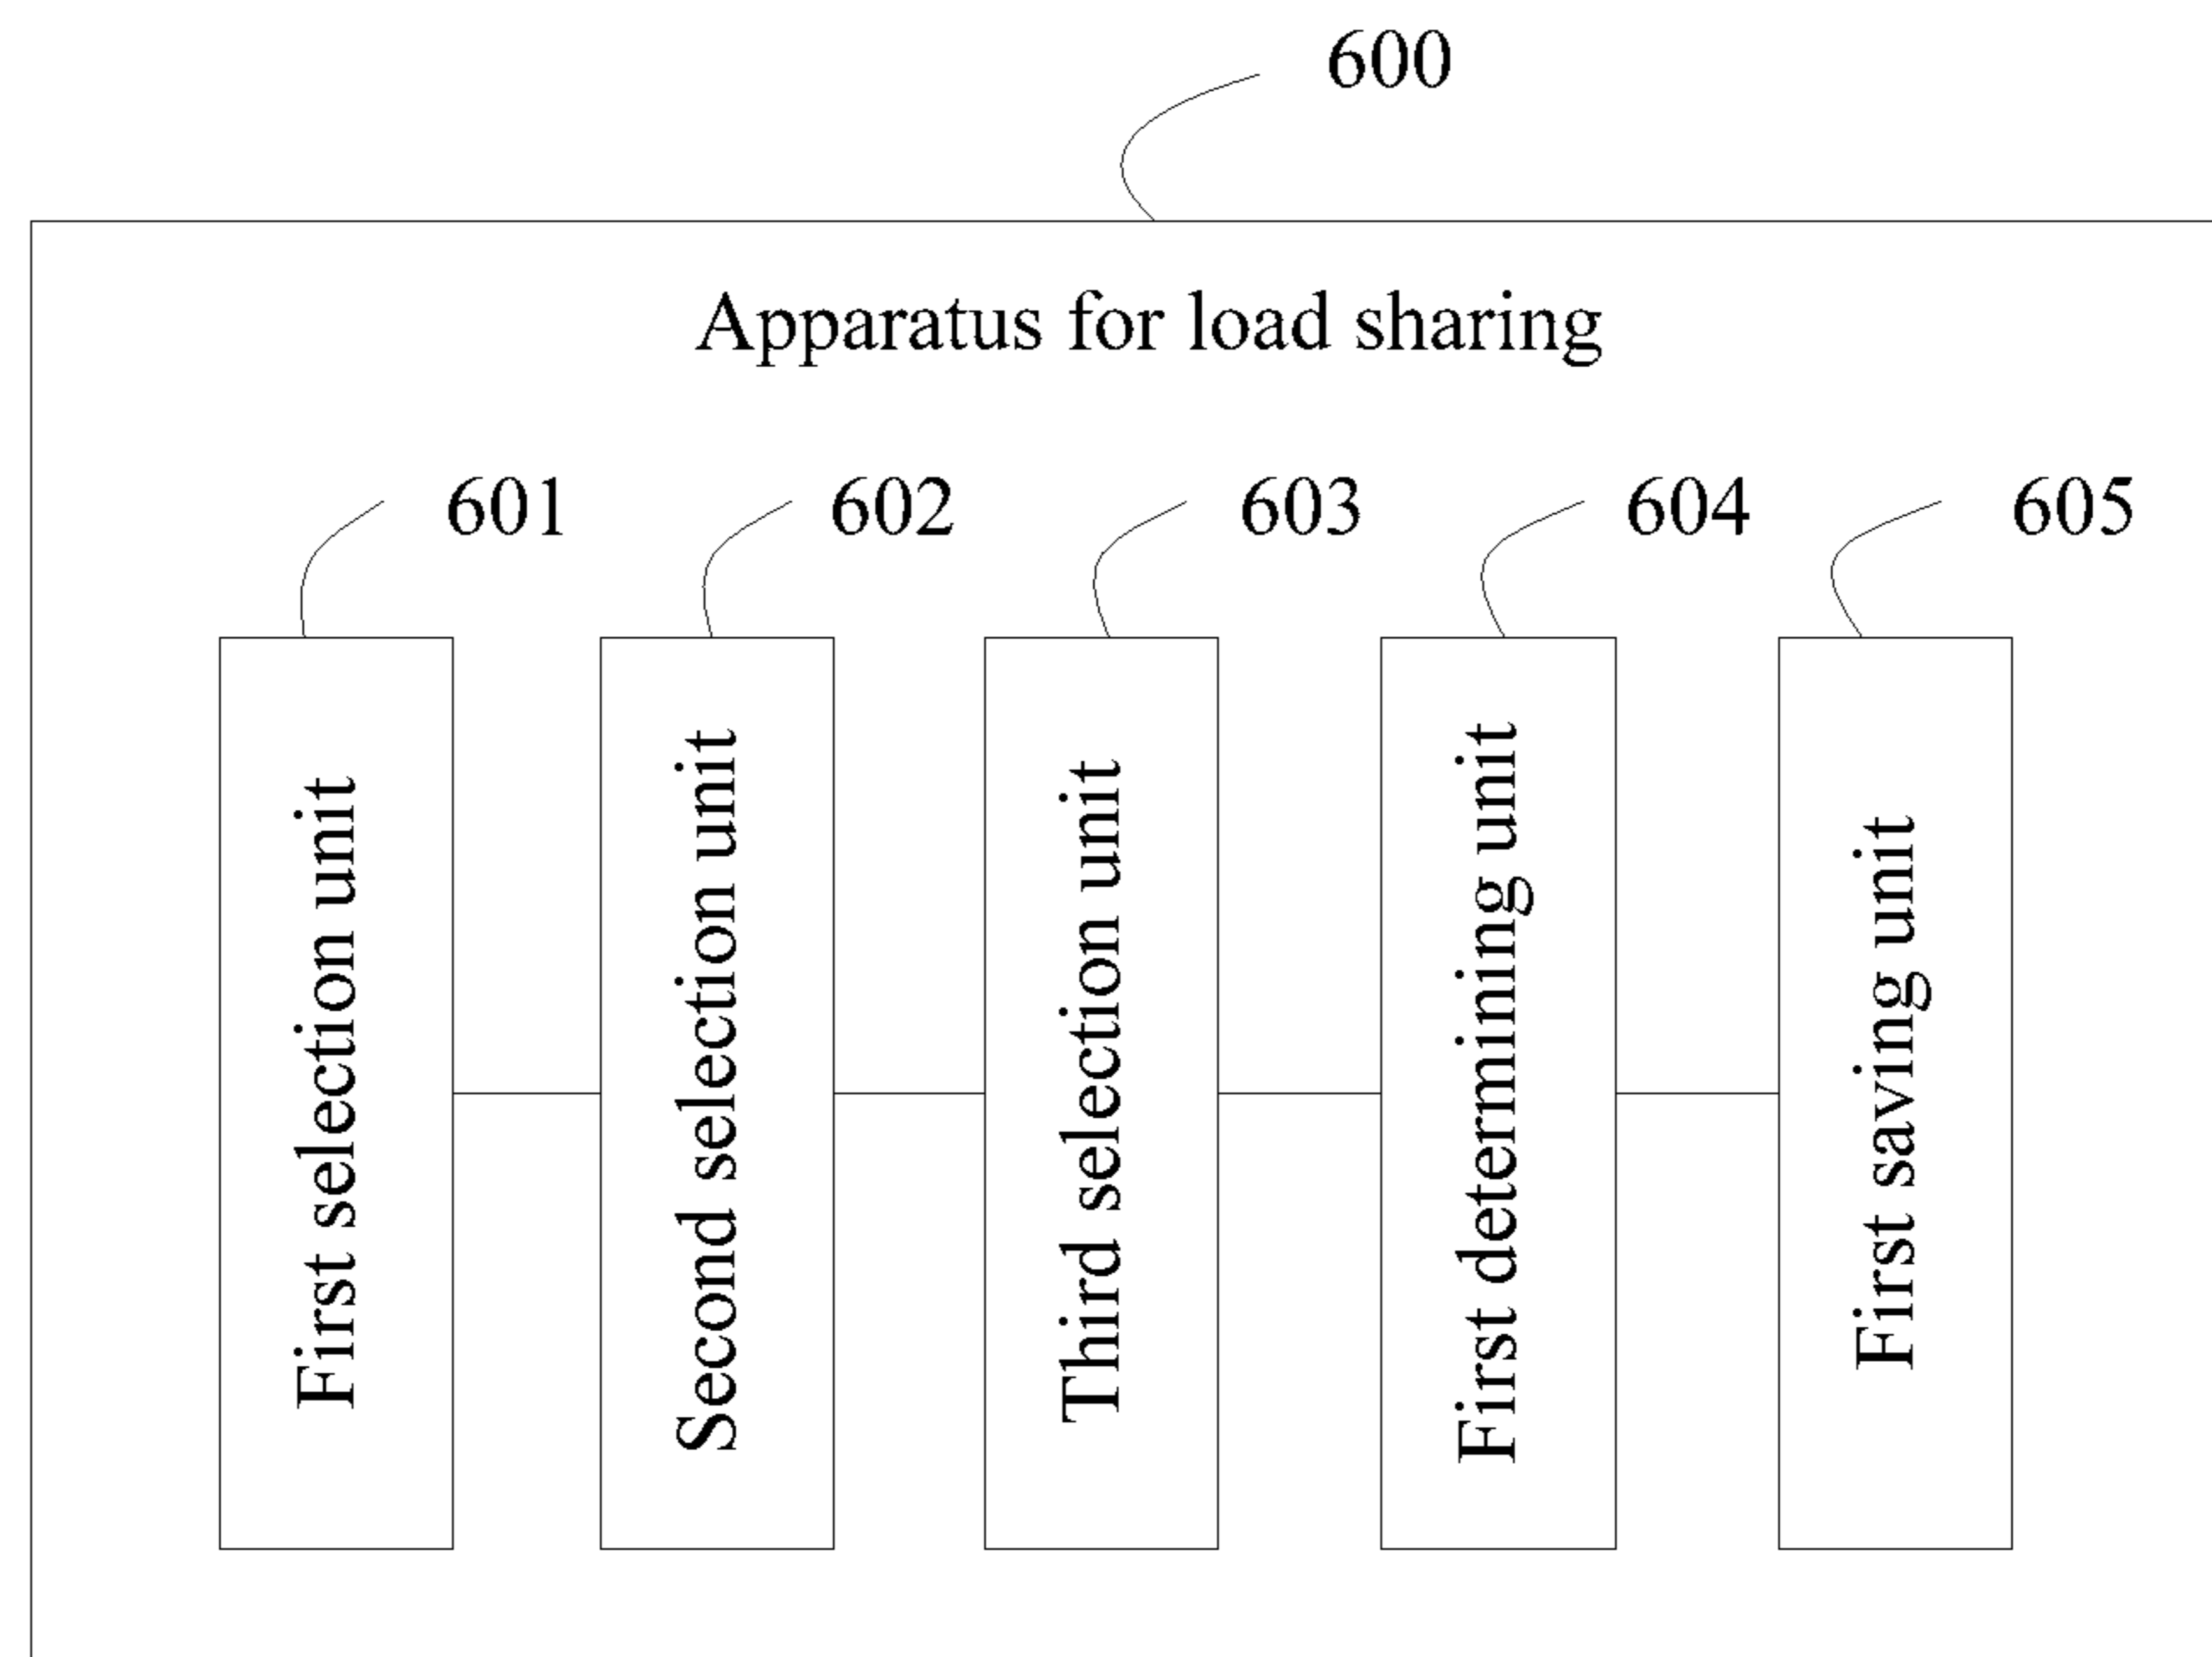 600
Apparatus for load sharing
601
602
603
604
605
First selection unit
Second selection unit
Third selection unit
First determining unit
First saving unit